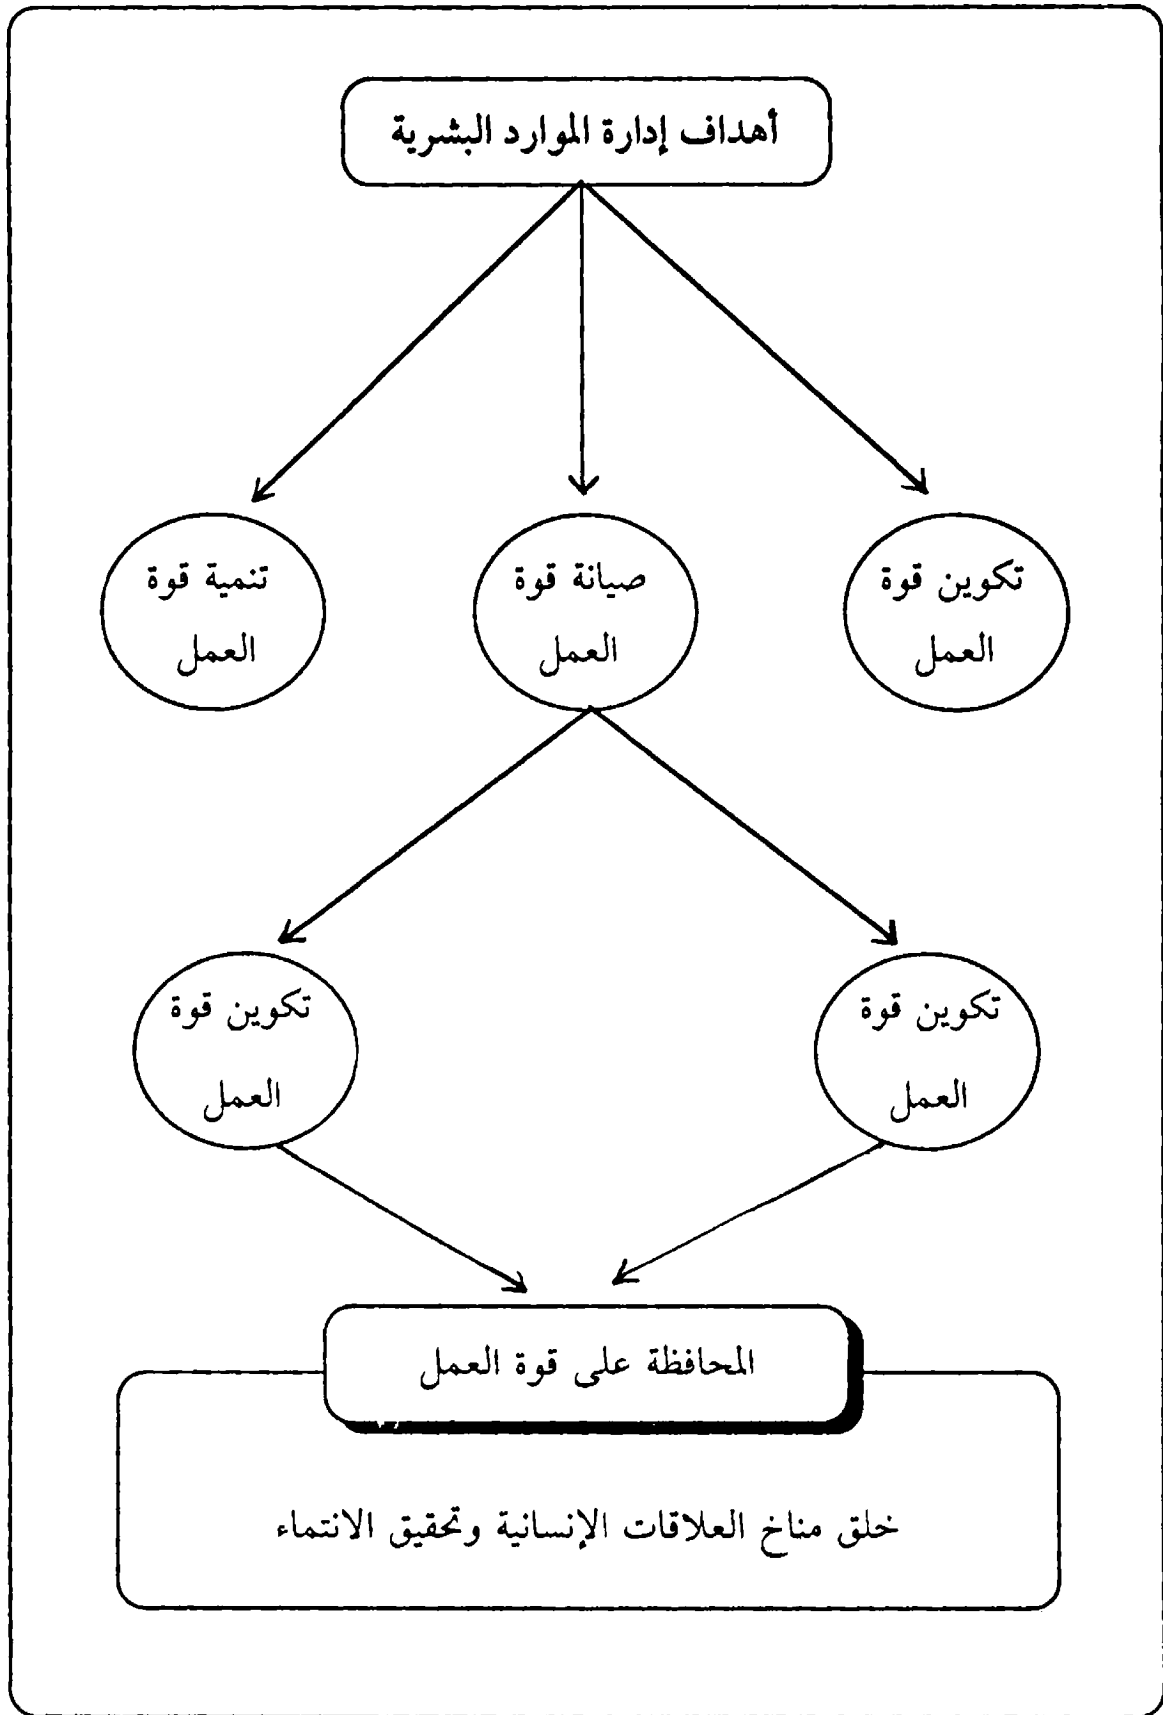 أهداف إدارة الموارد البشرية
تكوين قوة
العمل
صيانة قوة
العمل
تنمية قوة
العمل
تكوين قوة
العمل
تكوين قوة
العمل
المحافظة على قوة العمل
خلق مناخ العلاقات الإنسانية وتحقيق الانتماء